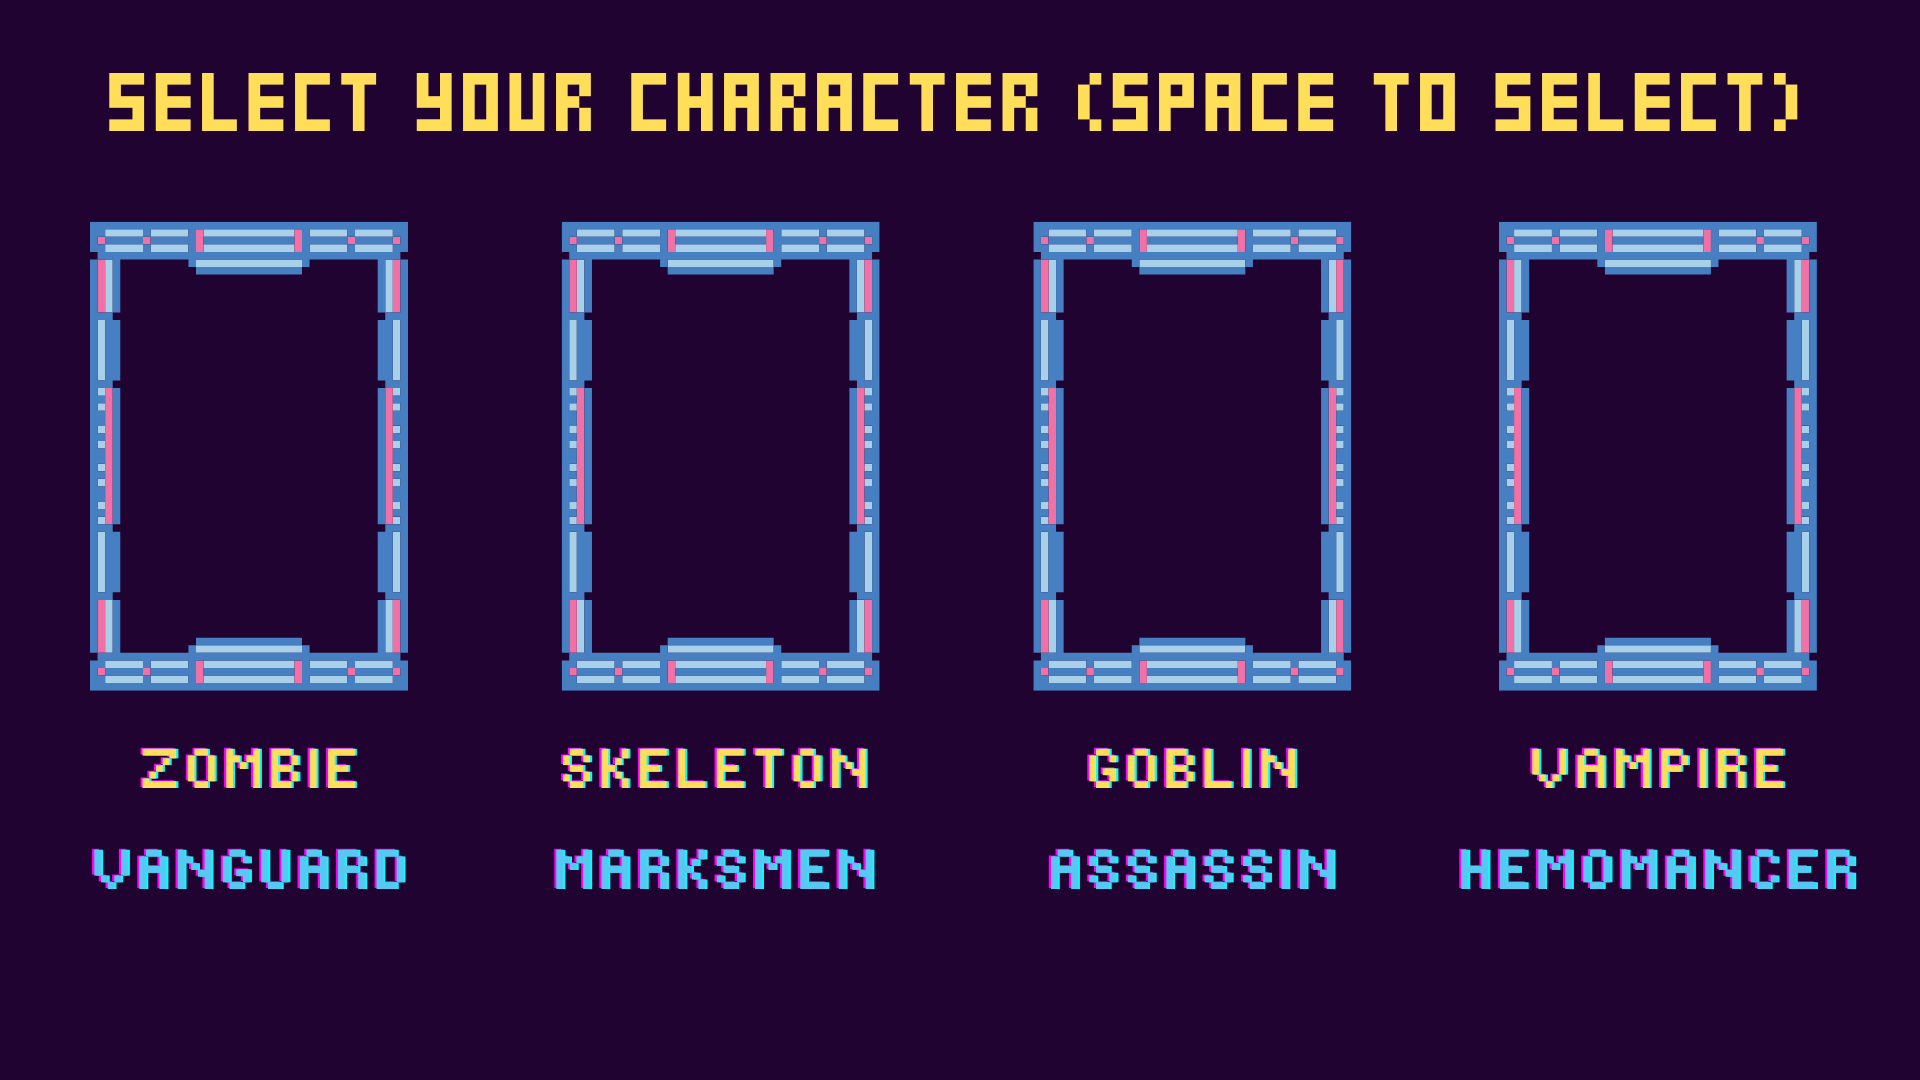 SELECT YOUR CHARACTER (SPACE TO SELECT)
ZOMBIE SKELETON GOBLIN VAMPIRE
VANGUARD MARKSMEN ASSASSIN HEMOMANCER